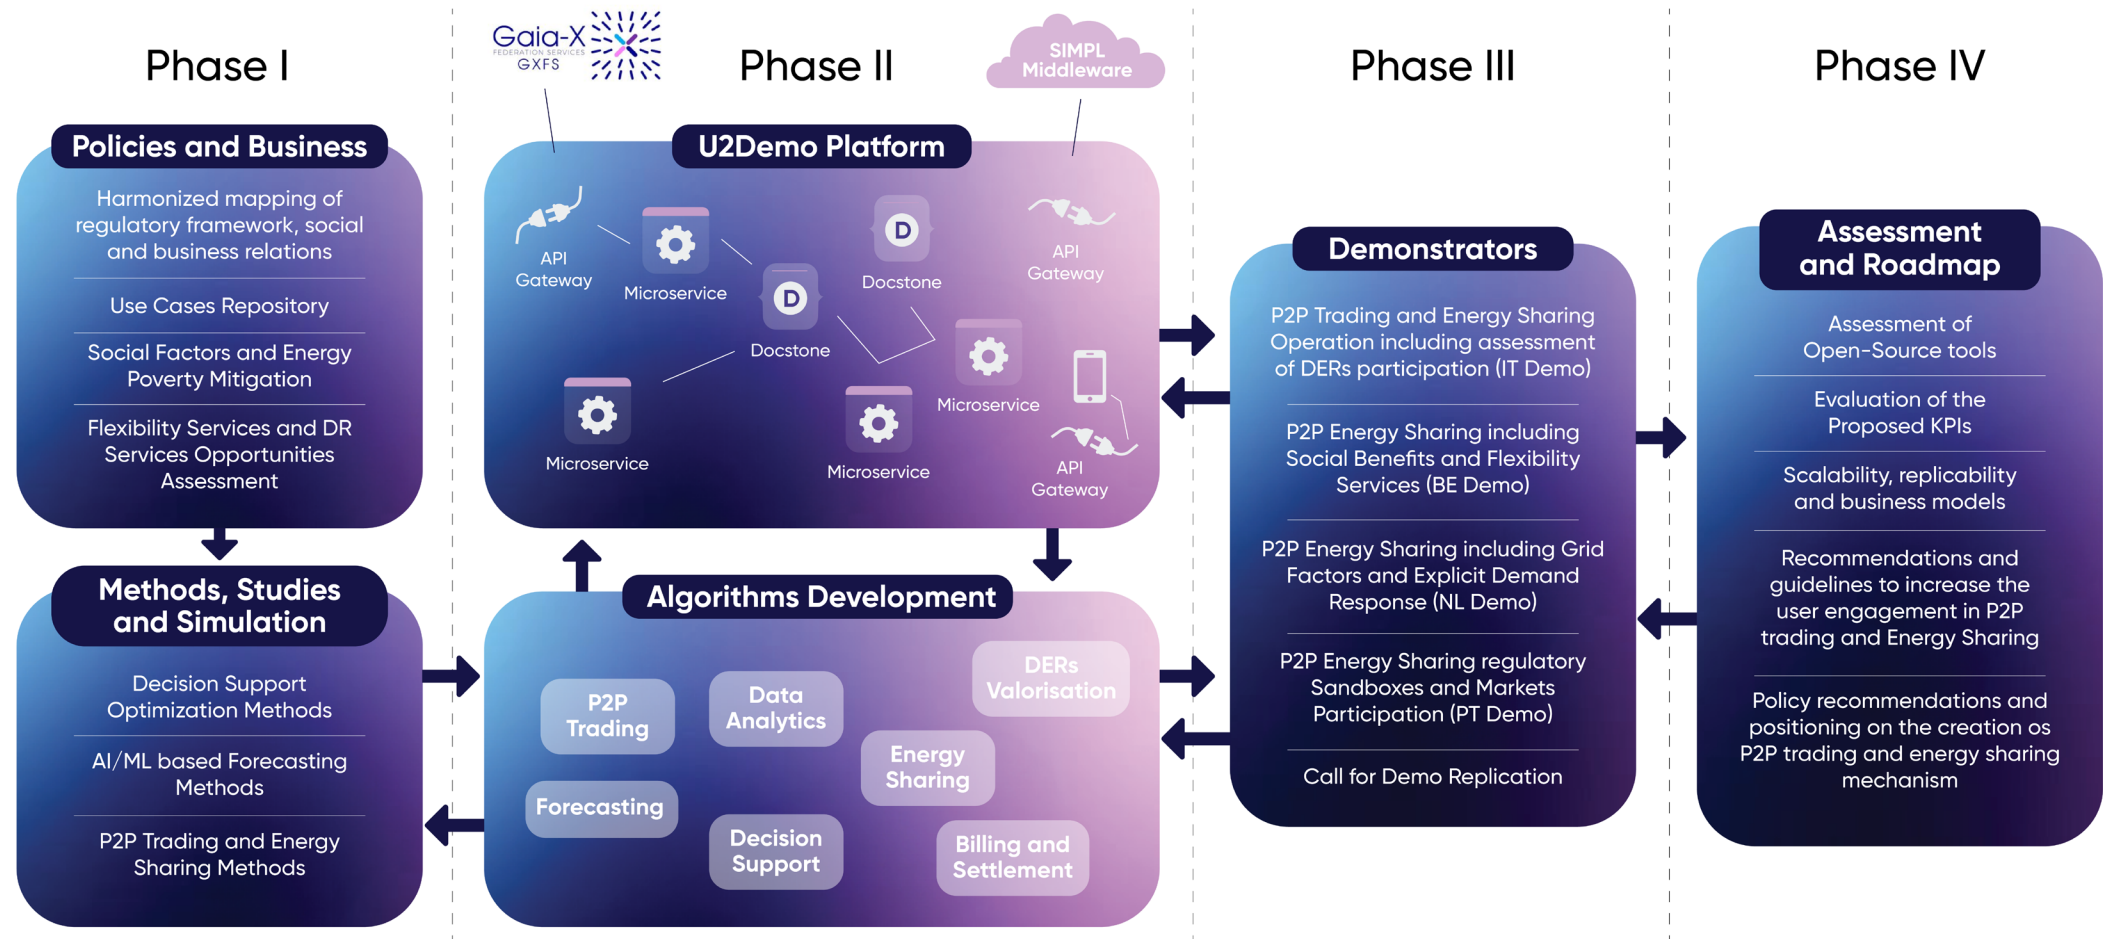 Phase I
Policies and Business
Harmonized mapping of
regulatory framework, social
and business relations
Use Cases Repository
Social Factors and Energy
Poverty Mitigation
Flexibility Services and DR
Services Opportunities
Assessment
Methods, Studies
and Simulation
Decision Support
Optimization Methods
AI/ML based Forecasting
Methods
P2P Trading and Energy
Sharing Methods
Gaia-X
FEDERATION SERVICES
GXFS
Phase II
SIMPL
Middleware
U2Demo Platform
API
Gateway
Microservice
D
Docstone
D
Docstone
API
Gateway
Microservice
Microservice
Microservice
API
Gateway
Algorithms Development
P2P
Trading
Data
Analytics
DERs
Valorisation
Energy
Sharing
Forecasting
Decision
Support
Billing and
Settlement
Phase III
Demonstrators
P2P Trading and Energy Sharing
Operation including assessment
of DERs participation (IT Demo)
P2P Energy Sharing including
Social Benefits and Flexibility
Services (BE Demo)
P2P Energy Sharing including Grid
Factors and Explicit Demand
Response (NL Demo)
P2P Energy Sharing regulatory
Sandboxes and Markets
Participation (PT Demo)
Call for Demo Replication
Phase IV
Assessment
and Roadmap
Assessment of
Open-Source tools
Evaluation of the
Proposed KPIs
Scalability, replicability
and business models
Recommendations and
guidelines to increase the
user engagement in P2P
trading and Energy Sharing
Policy recommendations and
positioning on the creation os
P2P trading and energy sharing
mechanism